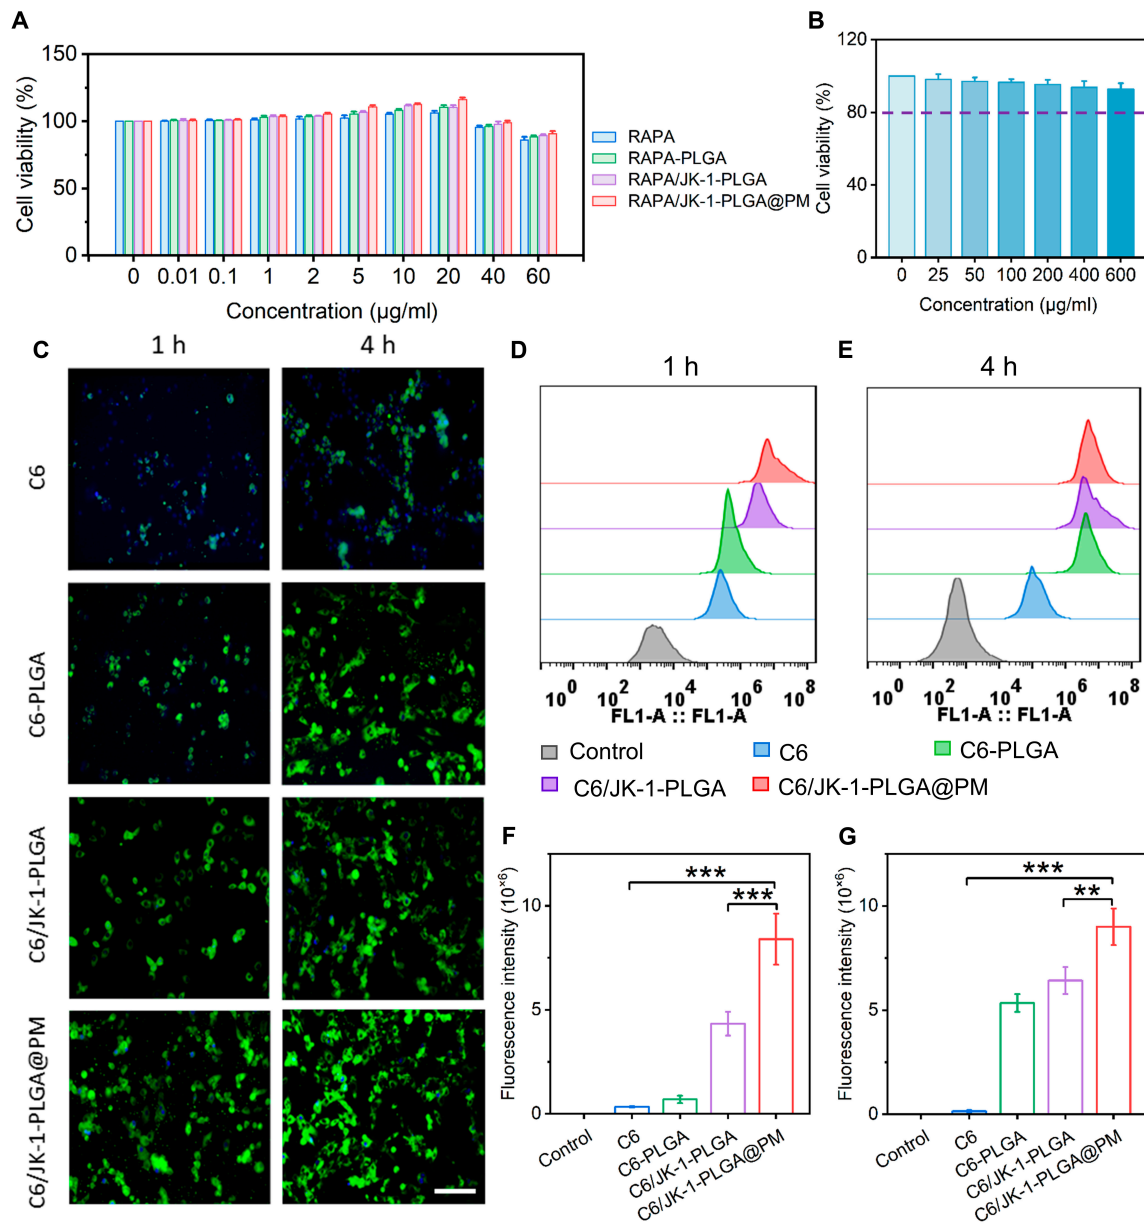 A
Cell viability (%)
150
100
50
0
0 0.01 0.1 1 2 5 10 20 40 60
Concentration (µg/ml)
RAPA
RAPA-PLGA
RAPA/JK-1-PLGA
RAPA/JK-1-PLGA@PM
B
Cell viability (%)
120
80
40
0
0 25 50 100 200 400 600
Concentration (µg/ml)
C
1 h 4 h
C6
C6-PLGA
C6/JK-1-PLGA
C6/JK-1-PLGA@PM
D
1 h
10^0 10^2 10^4 10^6 10^8
FL1-A :: FL1-A
E
4 h
10^0 10^2 10^4 10^6 10^8
FL1-A :: FL1-A
Control C6 C6-PLGA
C6/JK-1-PLGA C6/JK-1-PLGA@PM
F
Fluorescence intensity (10^×6)
10
5
0
***
***
Control C6 C6-PLGA C6/JK-1-PLGA C6/JK-1-PLGA@PM
G
Fluorescence intensity (10^×6)
10
5
0
***
**
Control C6 C6-PLGA C6/JK-1-PLGA C6/JK-1-PLGA@PM